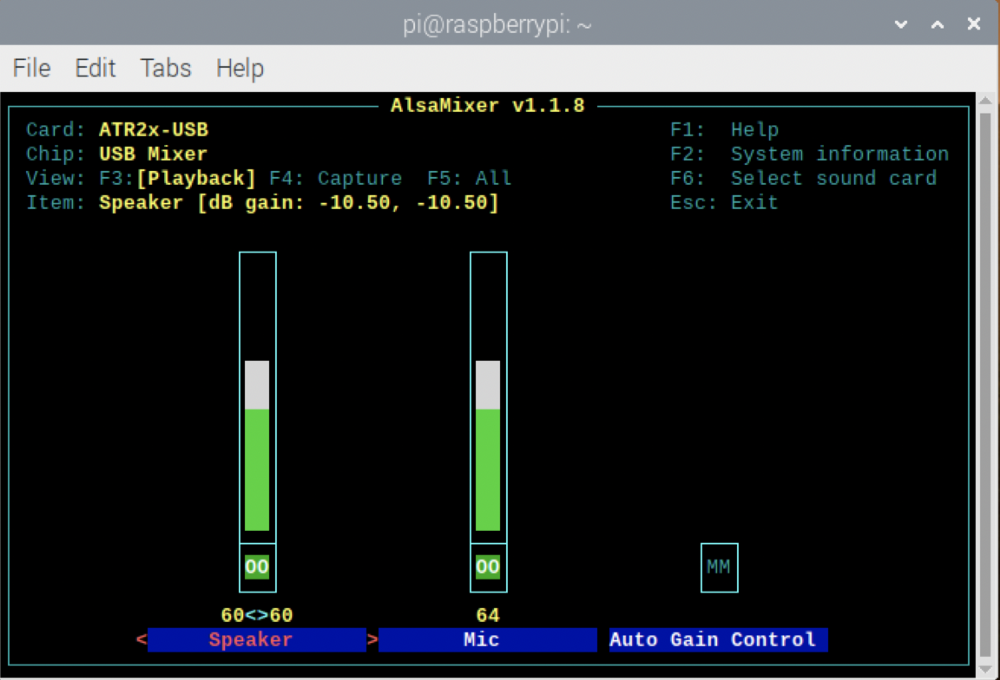 pi@raspberrypi: ~
File Edit Tabs Help
AlsaMixer v1.1.8
Card: ATR2x-USB F1: Help
Chip: USB Mixer F2: System information
View: F3:[Playback] F4: Capture F5: All F6: Select sound card
Item: Speaker [dB gain: -10.50, -10.50] Esc: Exit
OO OO MM
60<>60 64
< Speaker > Mic Auto Gain Control